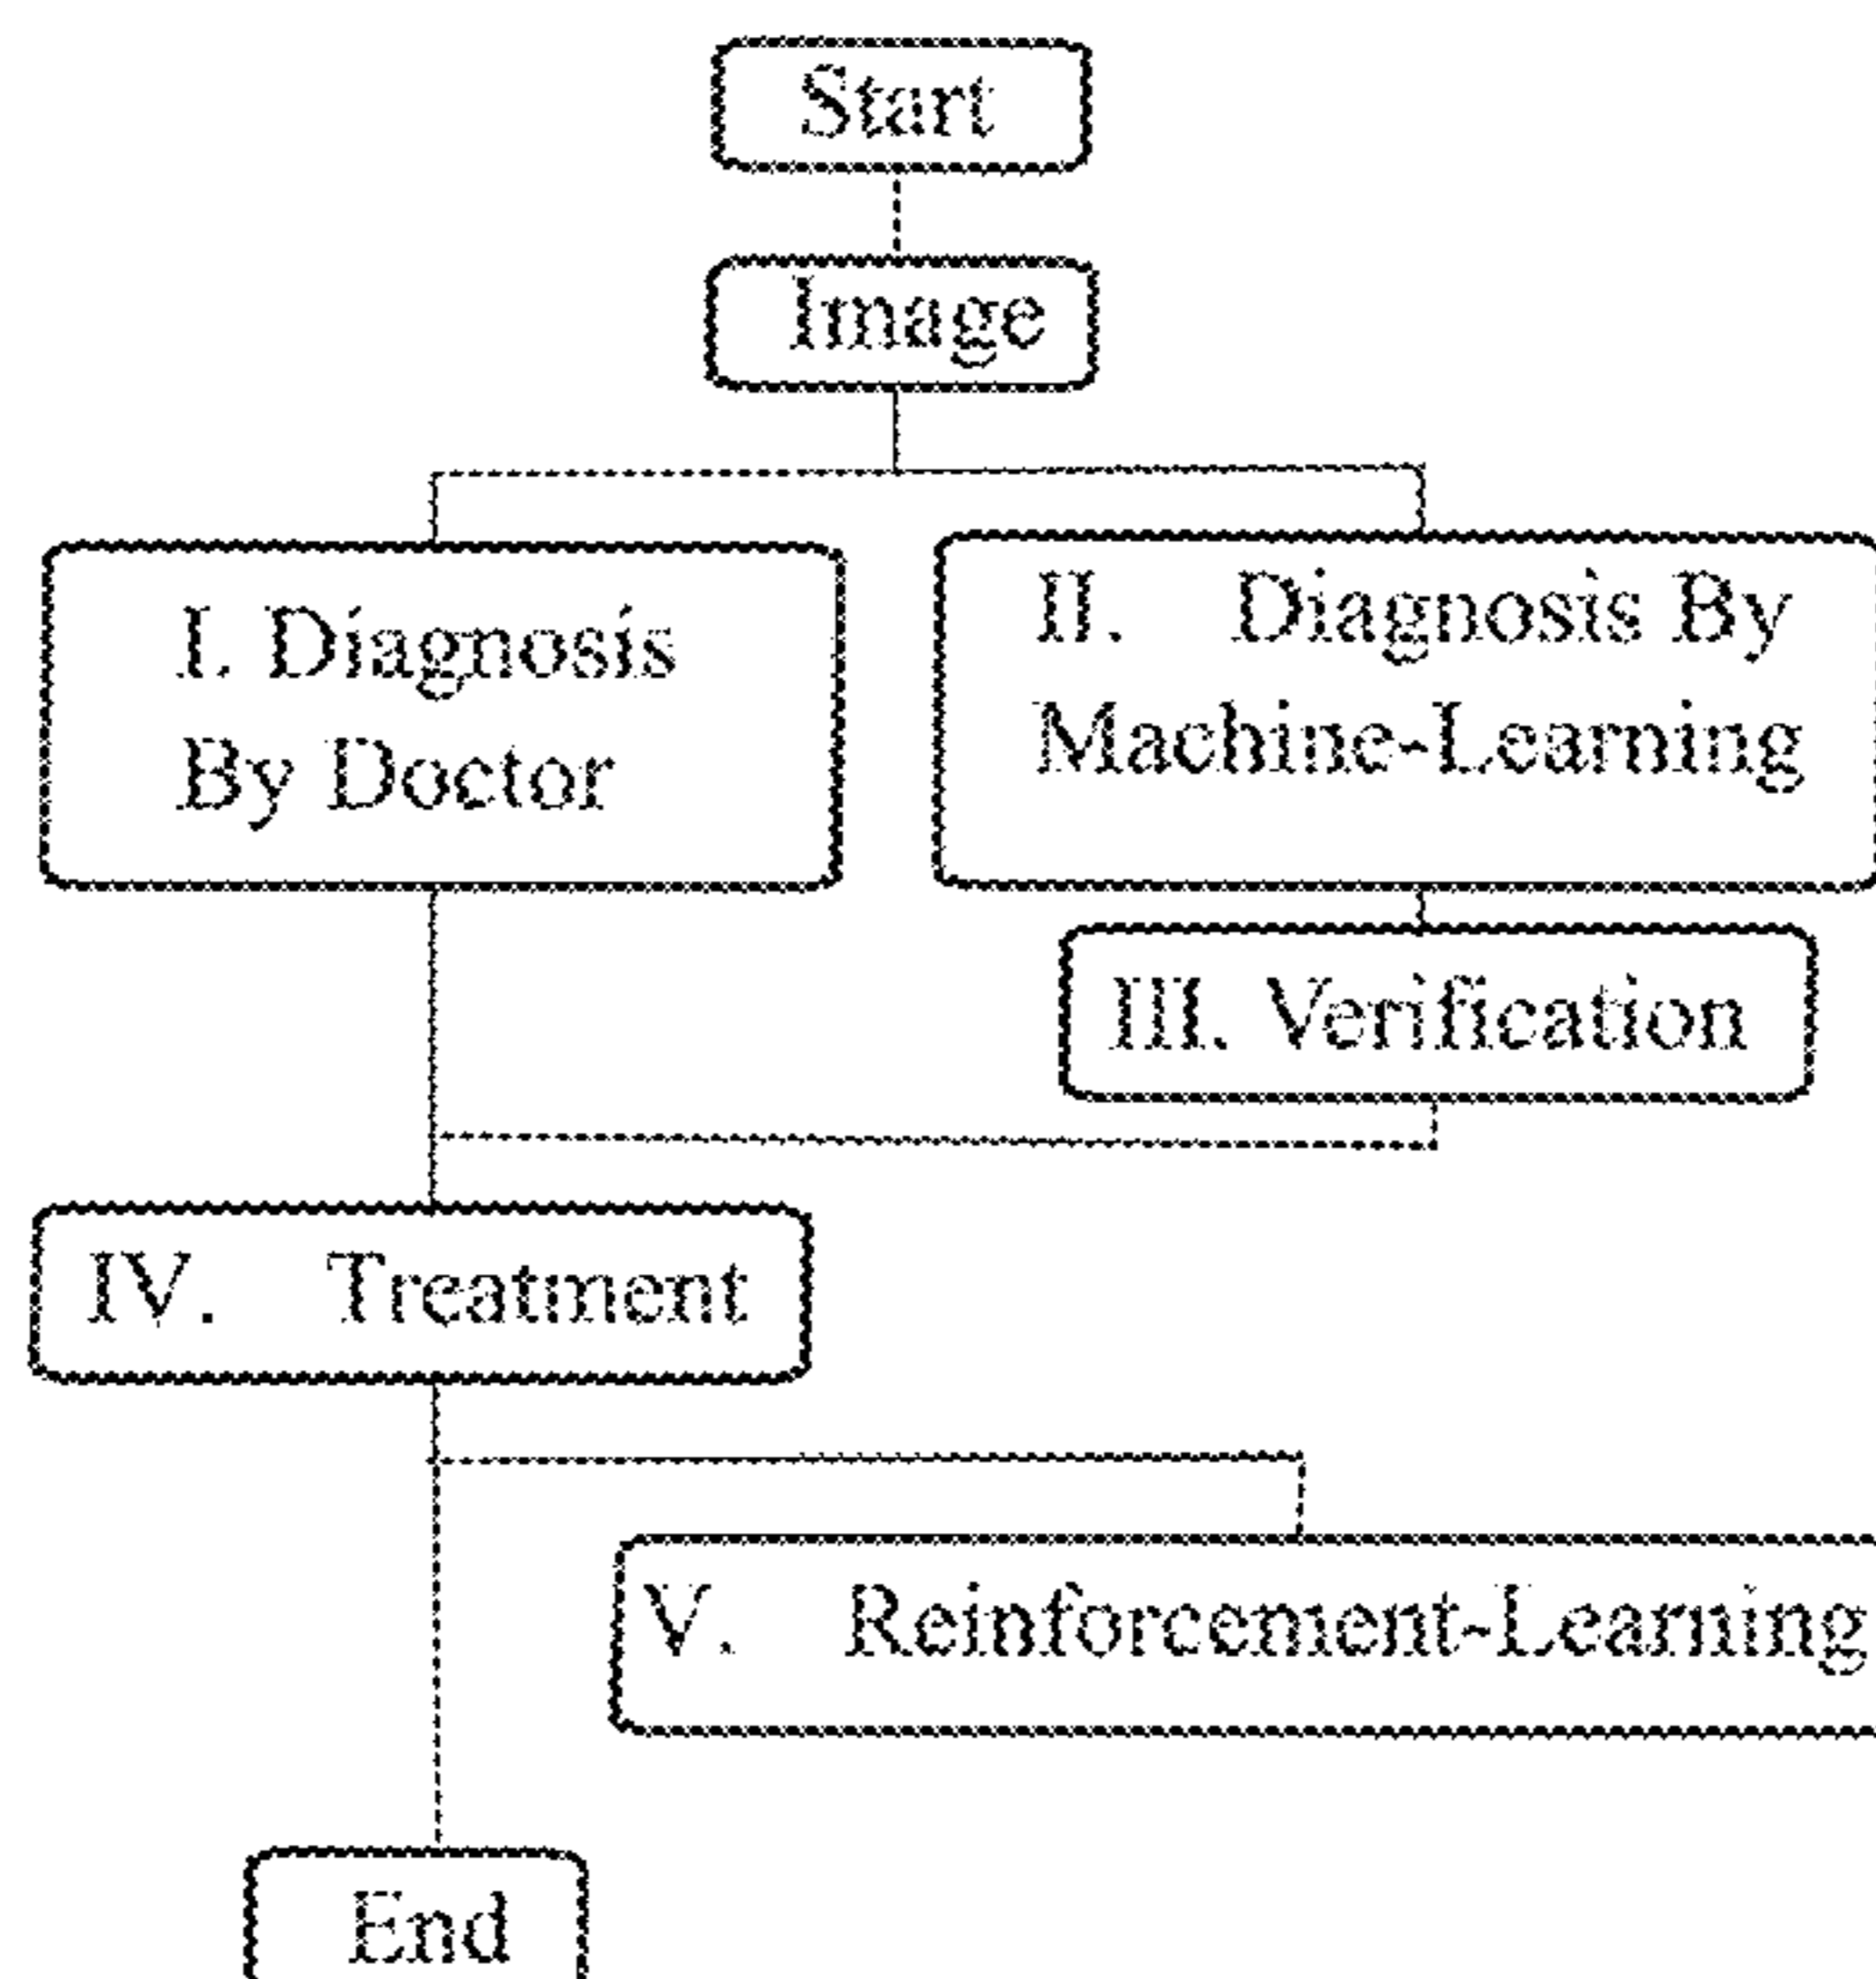 Start
Image
I. Diagnosis
By Doctor
II. Diagnosis By
Machine-Learning
III. Verification
IV. Treatment
V. Reinforcement-Learning
End